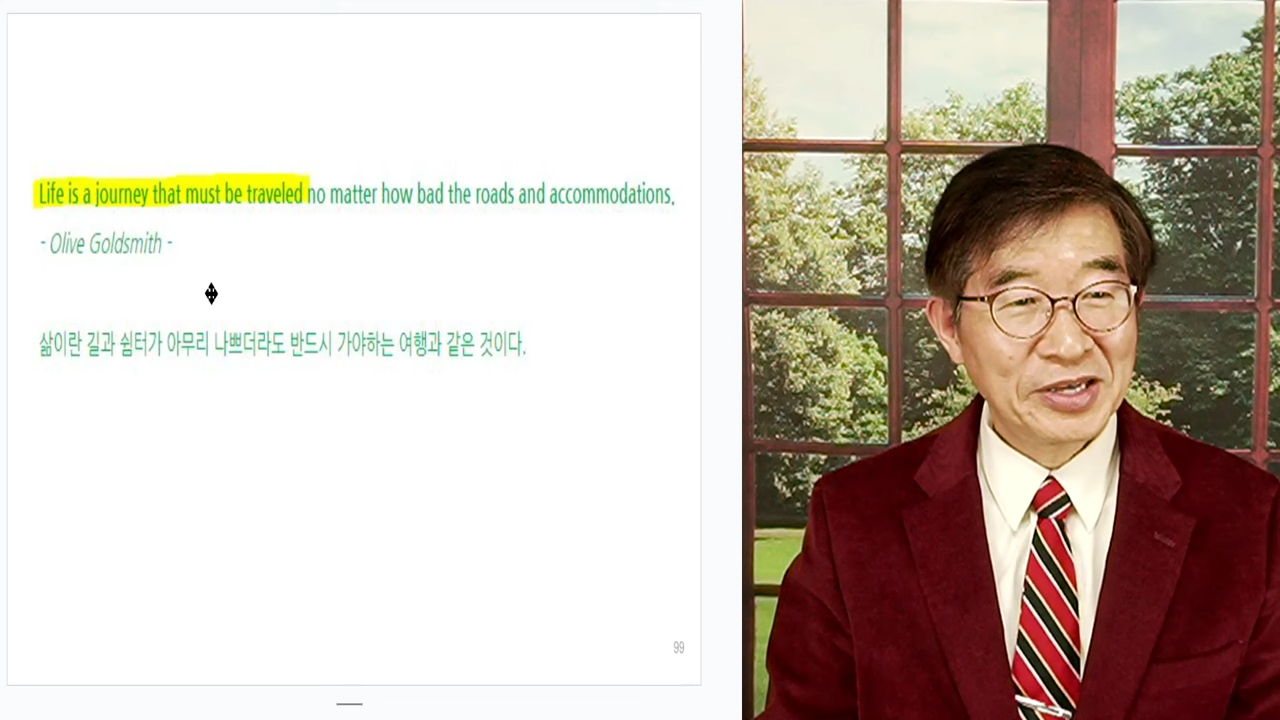 Life is a journey that must be traveled no matter how bad the roads and accommodations.
- Olive Goldsmith -
삶이란 길과 쉼터가 아무리 나쁘더라도 반드시 가야하는 여행과 같은 것이다.
99